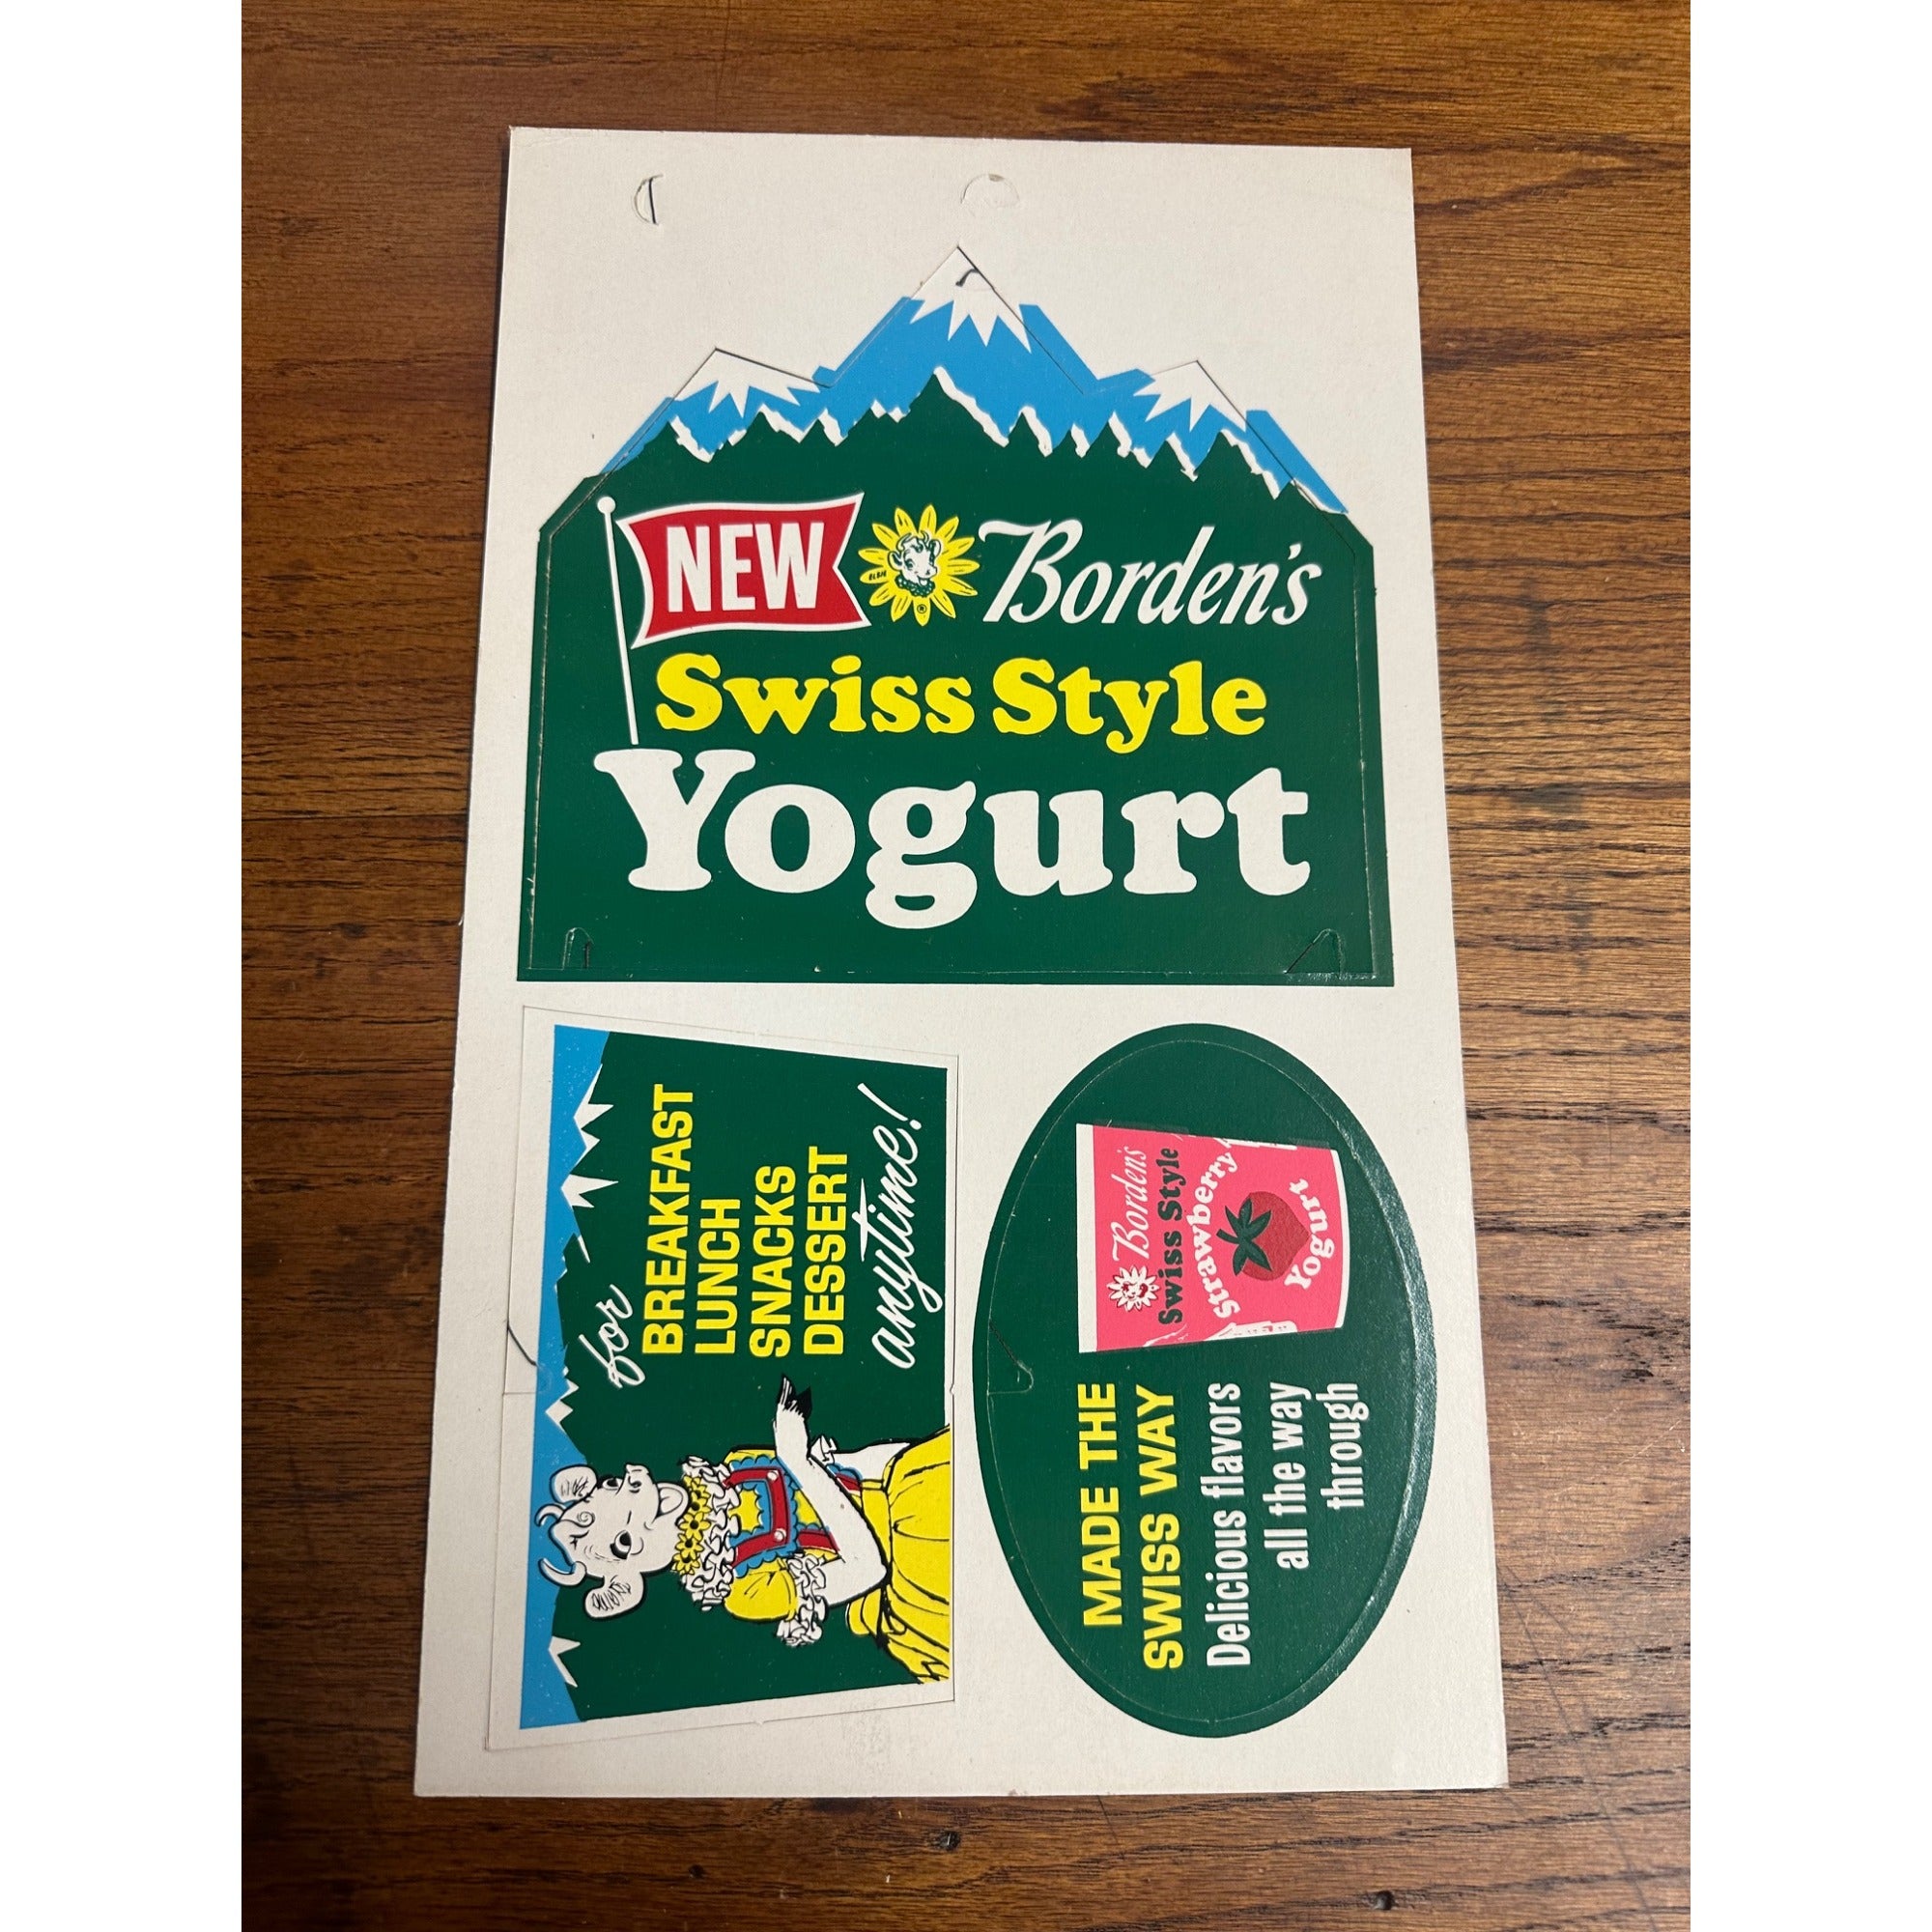 NEW Borden's
ELSIE
Swiss Style
Yogurt
for
BREAKFAST
LUNCH
SNACKS
DESSERT
anytime!
Borden's
Swiss Style
Strawberry
Yogurt
MADE THE
SWISS WAY
Delicious flavors
all the way
through